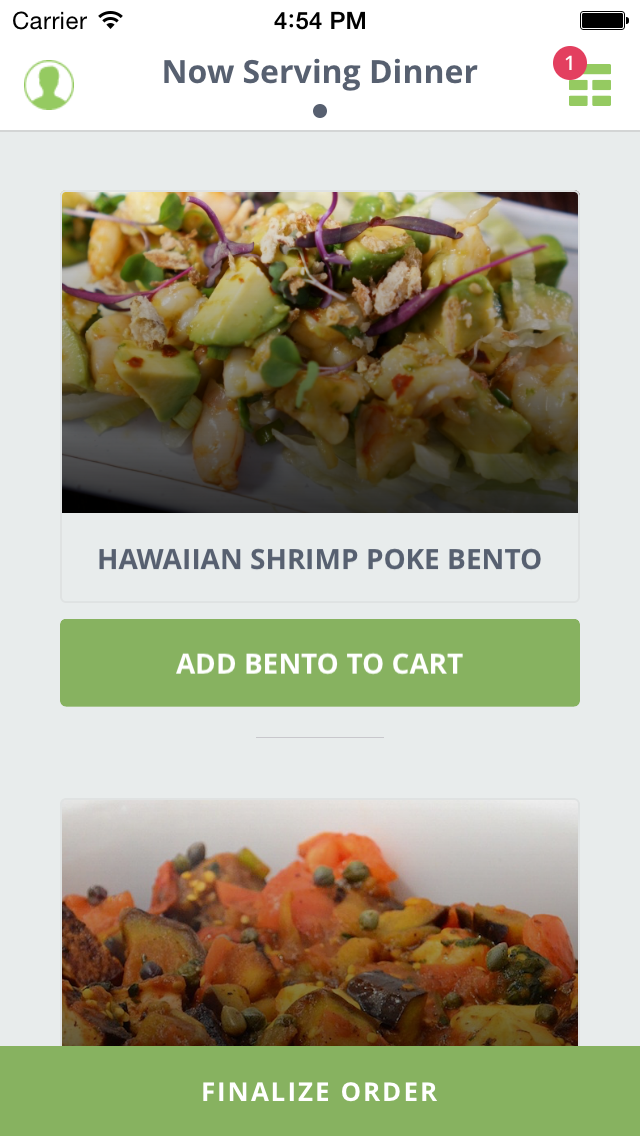 Carrier 4:54 PM
Now Serving Dinner
1
HAWAIIAN SHRIMP POKE BENTO
ADD BENTO TO CART
FINALIZE ORDER